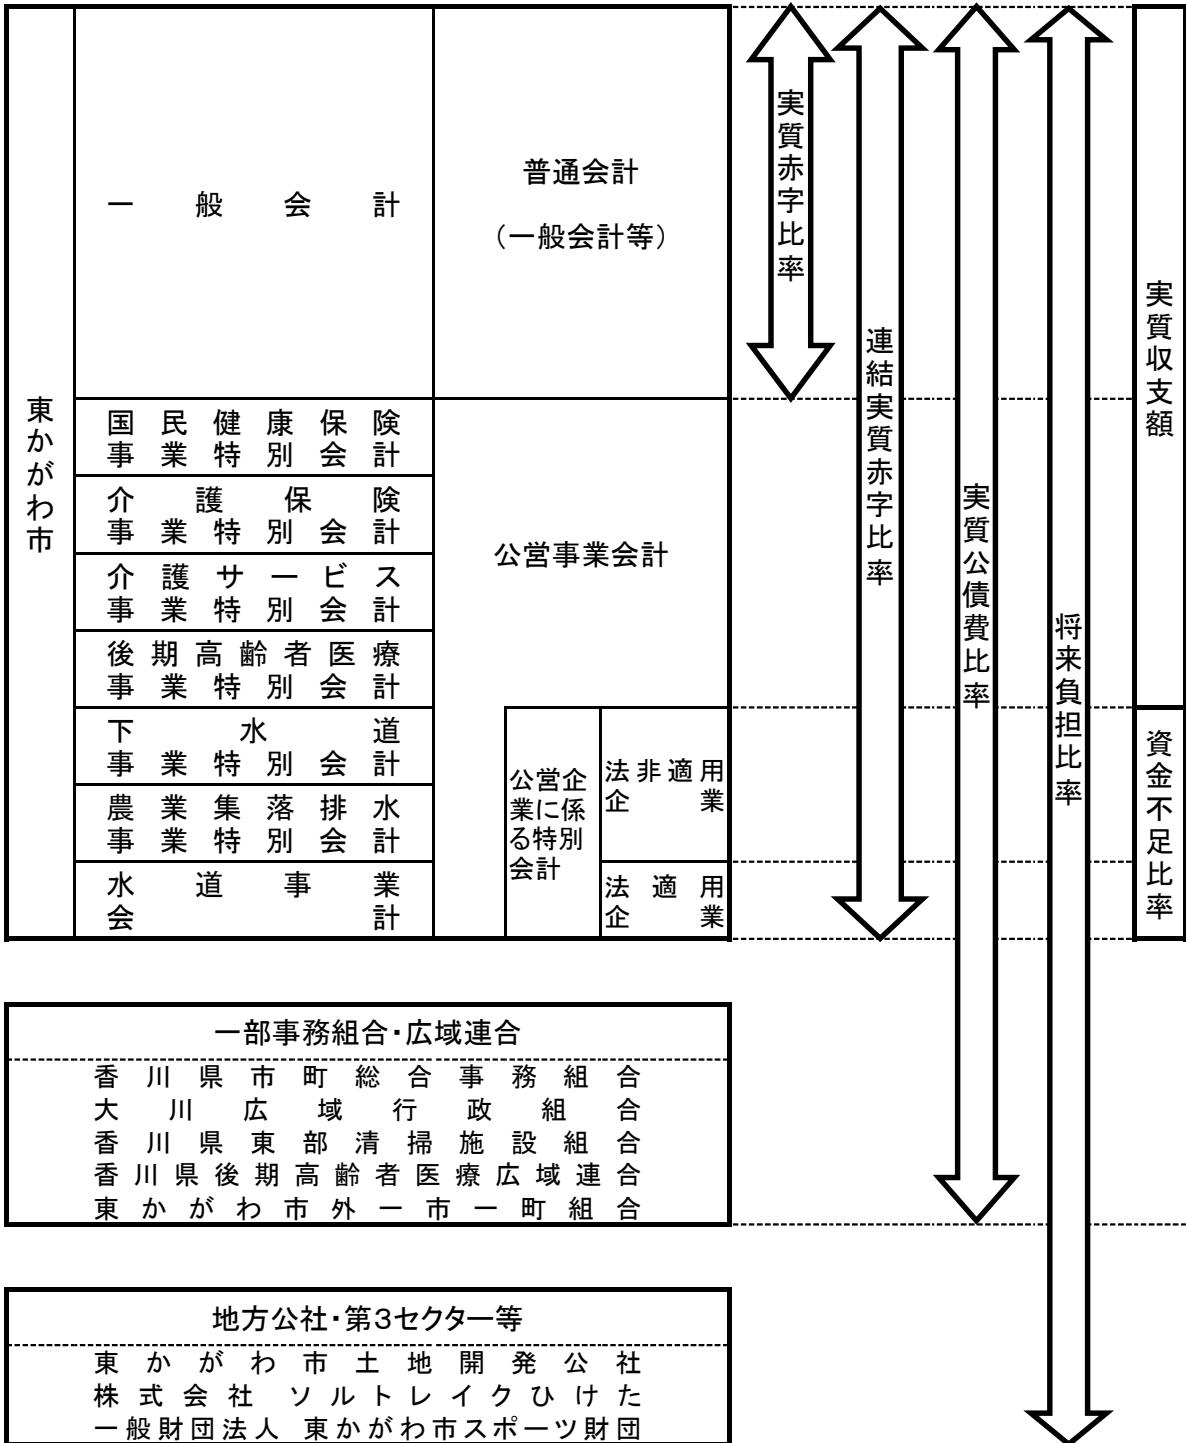 東かがわ市
一般会計
普通会計
（一般会計等）
国民健康保険
事業特別会計
介護保険
事業特別会計
介護サービス
事業特別会計
後期高齢者医療
事業特別会計
公営事業会計
下水道
事業特別会計
農業集落排水
事業特別会計
水道事業
会計
公営企
業に係
る特別
会計
法非適用
企業
法適用
企業
実質赤字比率
連結実質赤字比率
実質公債費比率
将来負担比率
実質収支額
資金不足比率
一部事務組合・広域連合
香川県市町総合事務組合
大川広域行政組合
香川県東部清掃施設組合
香川県後期高齢者医療広域連合
東かがわ市外一市一町組合
地方公社・第3セクター等
東かがわ市土地開発公社
株式会社 ソルトレイクひけた
一般財団法人 東かがわ市スポーツ財団